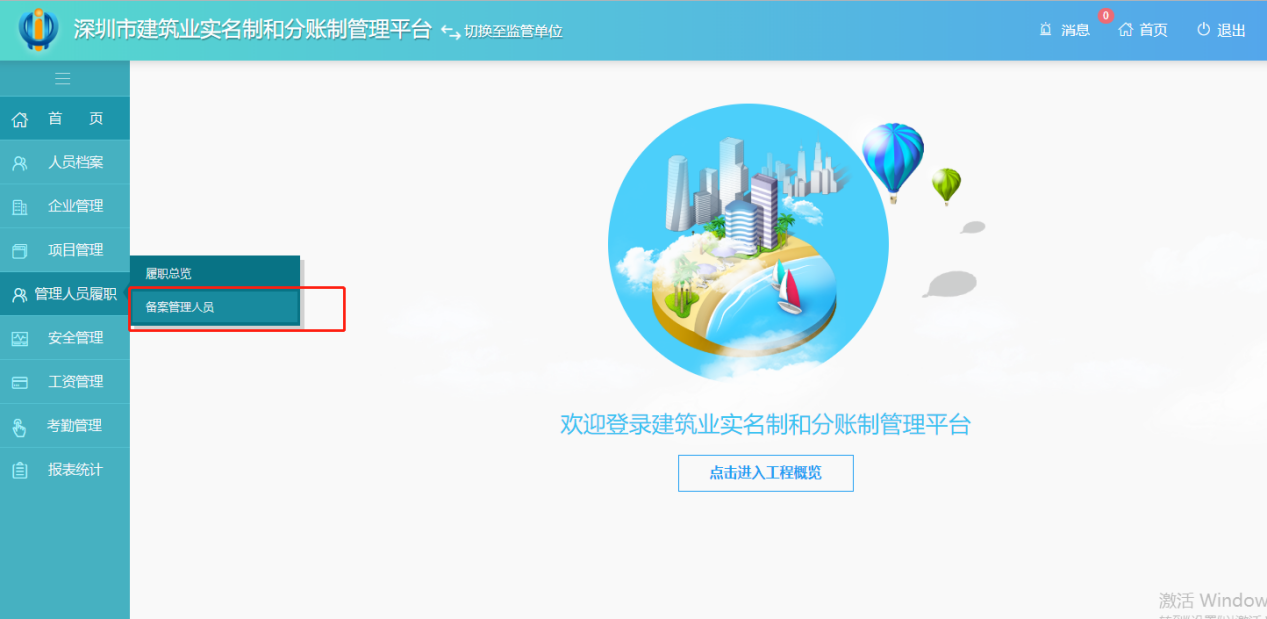 深圳市建筑业实名制和分账制管理平台 切换至监管单位
消息 0 首页 退出
首 页
人员档案
企业管理
项目管理
履职总览
管理人员履职
备案管理人员
安全管理
工资管理
考勤管理
报表统计
欢迎登录建筑业实名制和分账制管理平台
点击进入工程概览
激活 Window